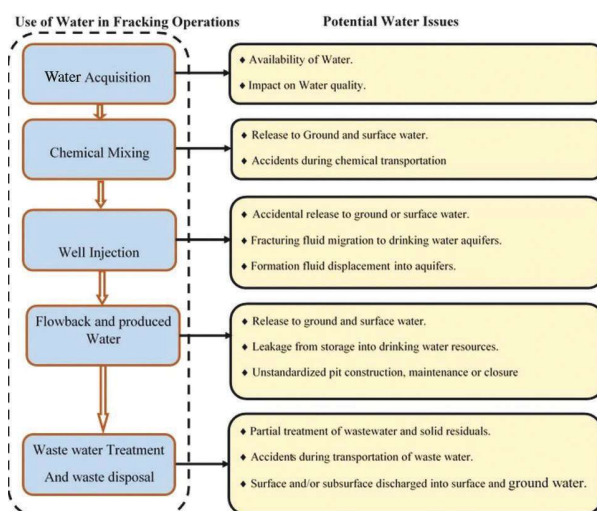 Use of Water in Fracking Operations
Potential Water Issues
Water Acquisition
♦ Availability of Water.
♦ Impact on Water quality.
Chemical Mixing
♦ Release to Ground and surface water.
♦ Accidents during chemical transportation
Well Injection
♦ Accidental release to ground or surface water.
♦ Fracturing fluid migration to drinking water aquifers.
♦ Formation fluid displacement into aquifers.
Flowback and produced
Water
♦ Release to ground and surface water.
♦ Leakage from storage into drinking water resources.
♦ Unstandardized pit construction, maintenance or closure
Waste water Treatment
And waste disposal
♦ Partial treatment of wastewater and solid residuals.
♦ Accidents during transportation of waste water.
♦ Surface and/or subsurface discharged into surface and ground water.